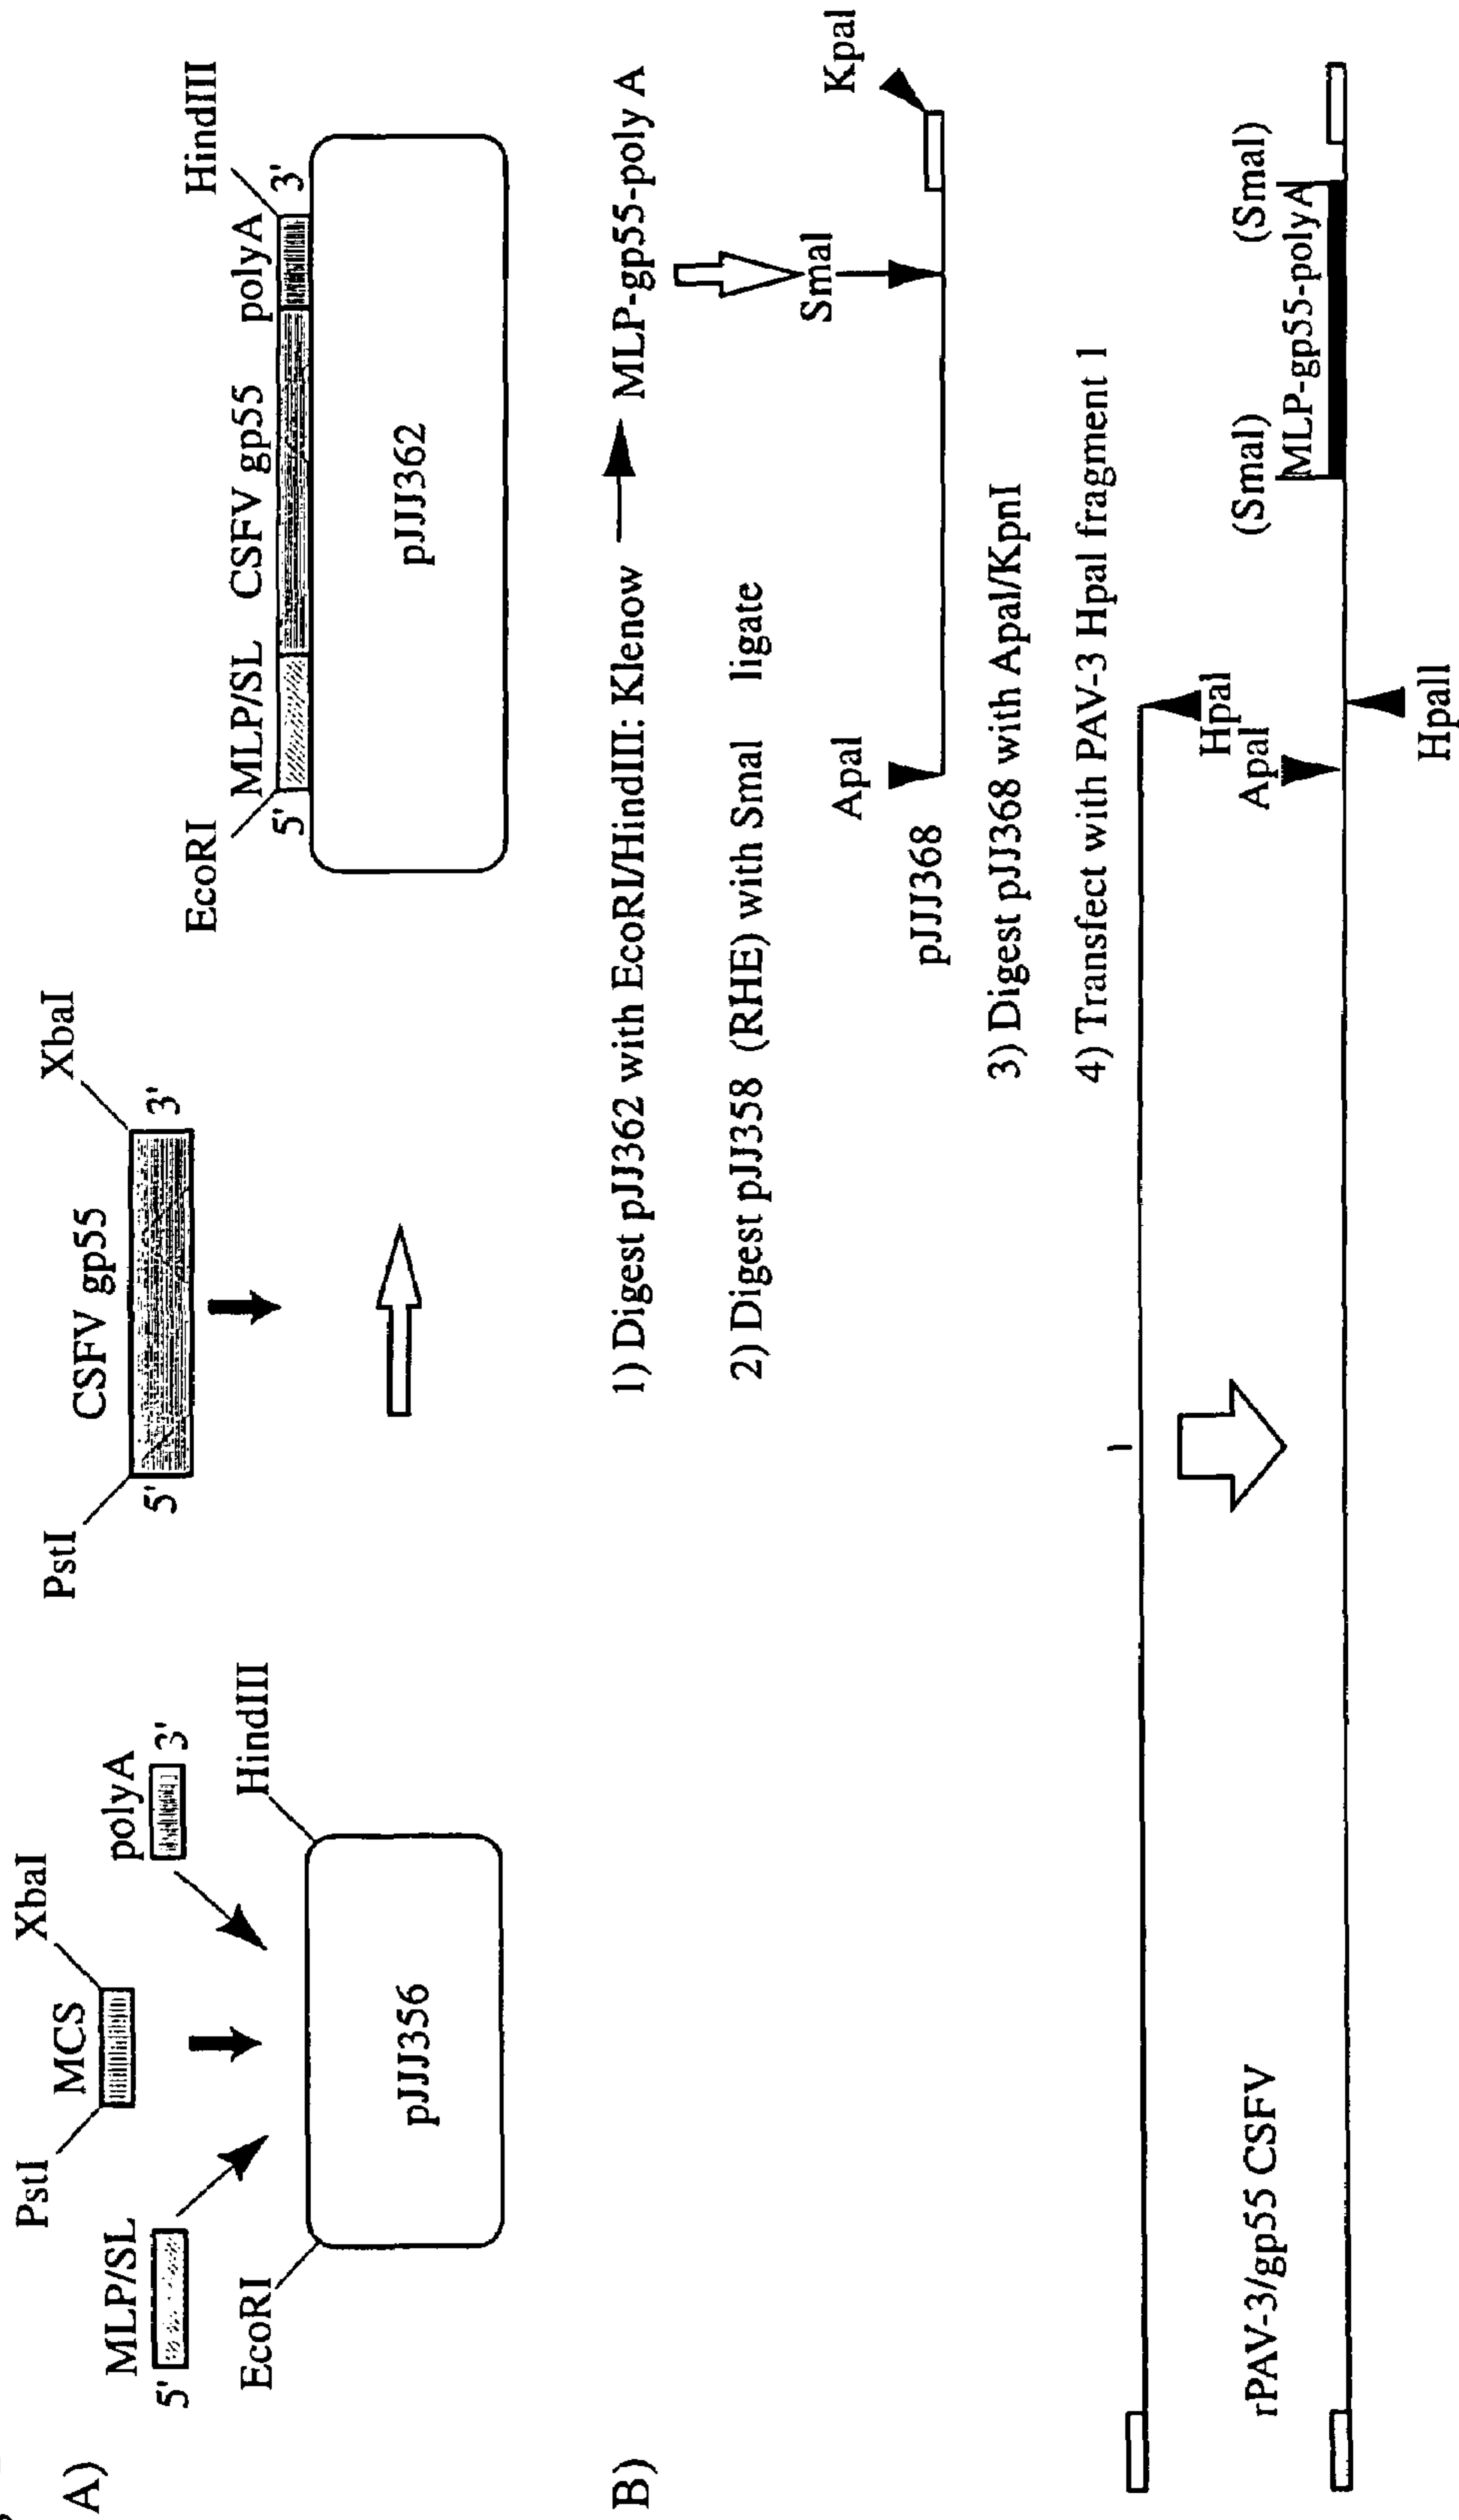 A)
PstI
MCS
XbaI
MLP/SL
polyA
5'
3'
EcoRI
HindIII
pJJJ356
PstI
CSFV gp55
XbaI
5'
3'
EcoRI
MLP/SL CSFV gp55 polyA
HindIII
5'
3'
pJJJ362
B)
1) Digest pJJ362 with EcoRI/HindIII: Klenow
MLP-gp55-poly A
2) Digest pJJ358 (RHE) with SmaI ligate
SmaI
ApaI
KpaI
pJJJ368
3) Digest pJJ368 with ApaI/KpnI
4) Transfect with PAV-3 HpaI fragment 1
HpaI
rPAV-3/gp55 CSFV
ApaI
(SmaI)
(SmaI)
MLP-gp55-polyA
HpaII